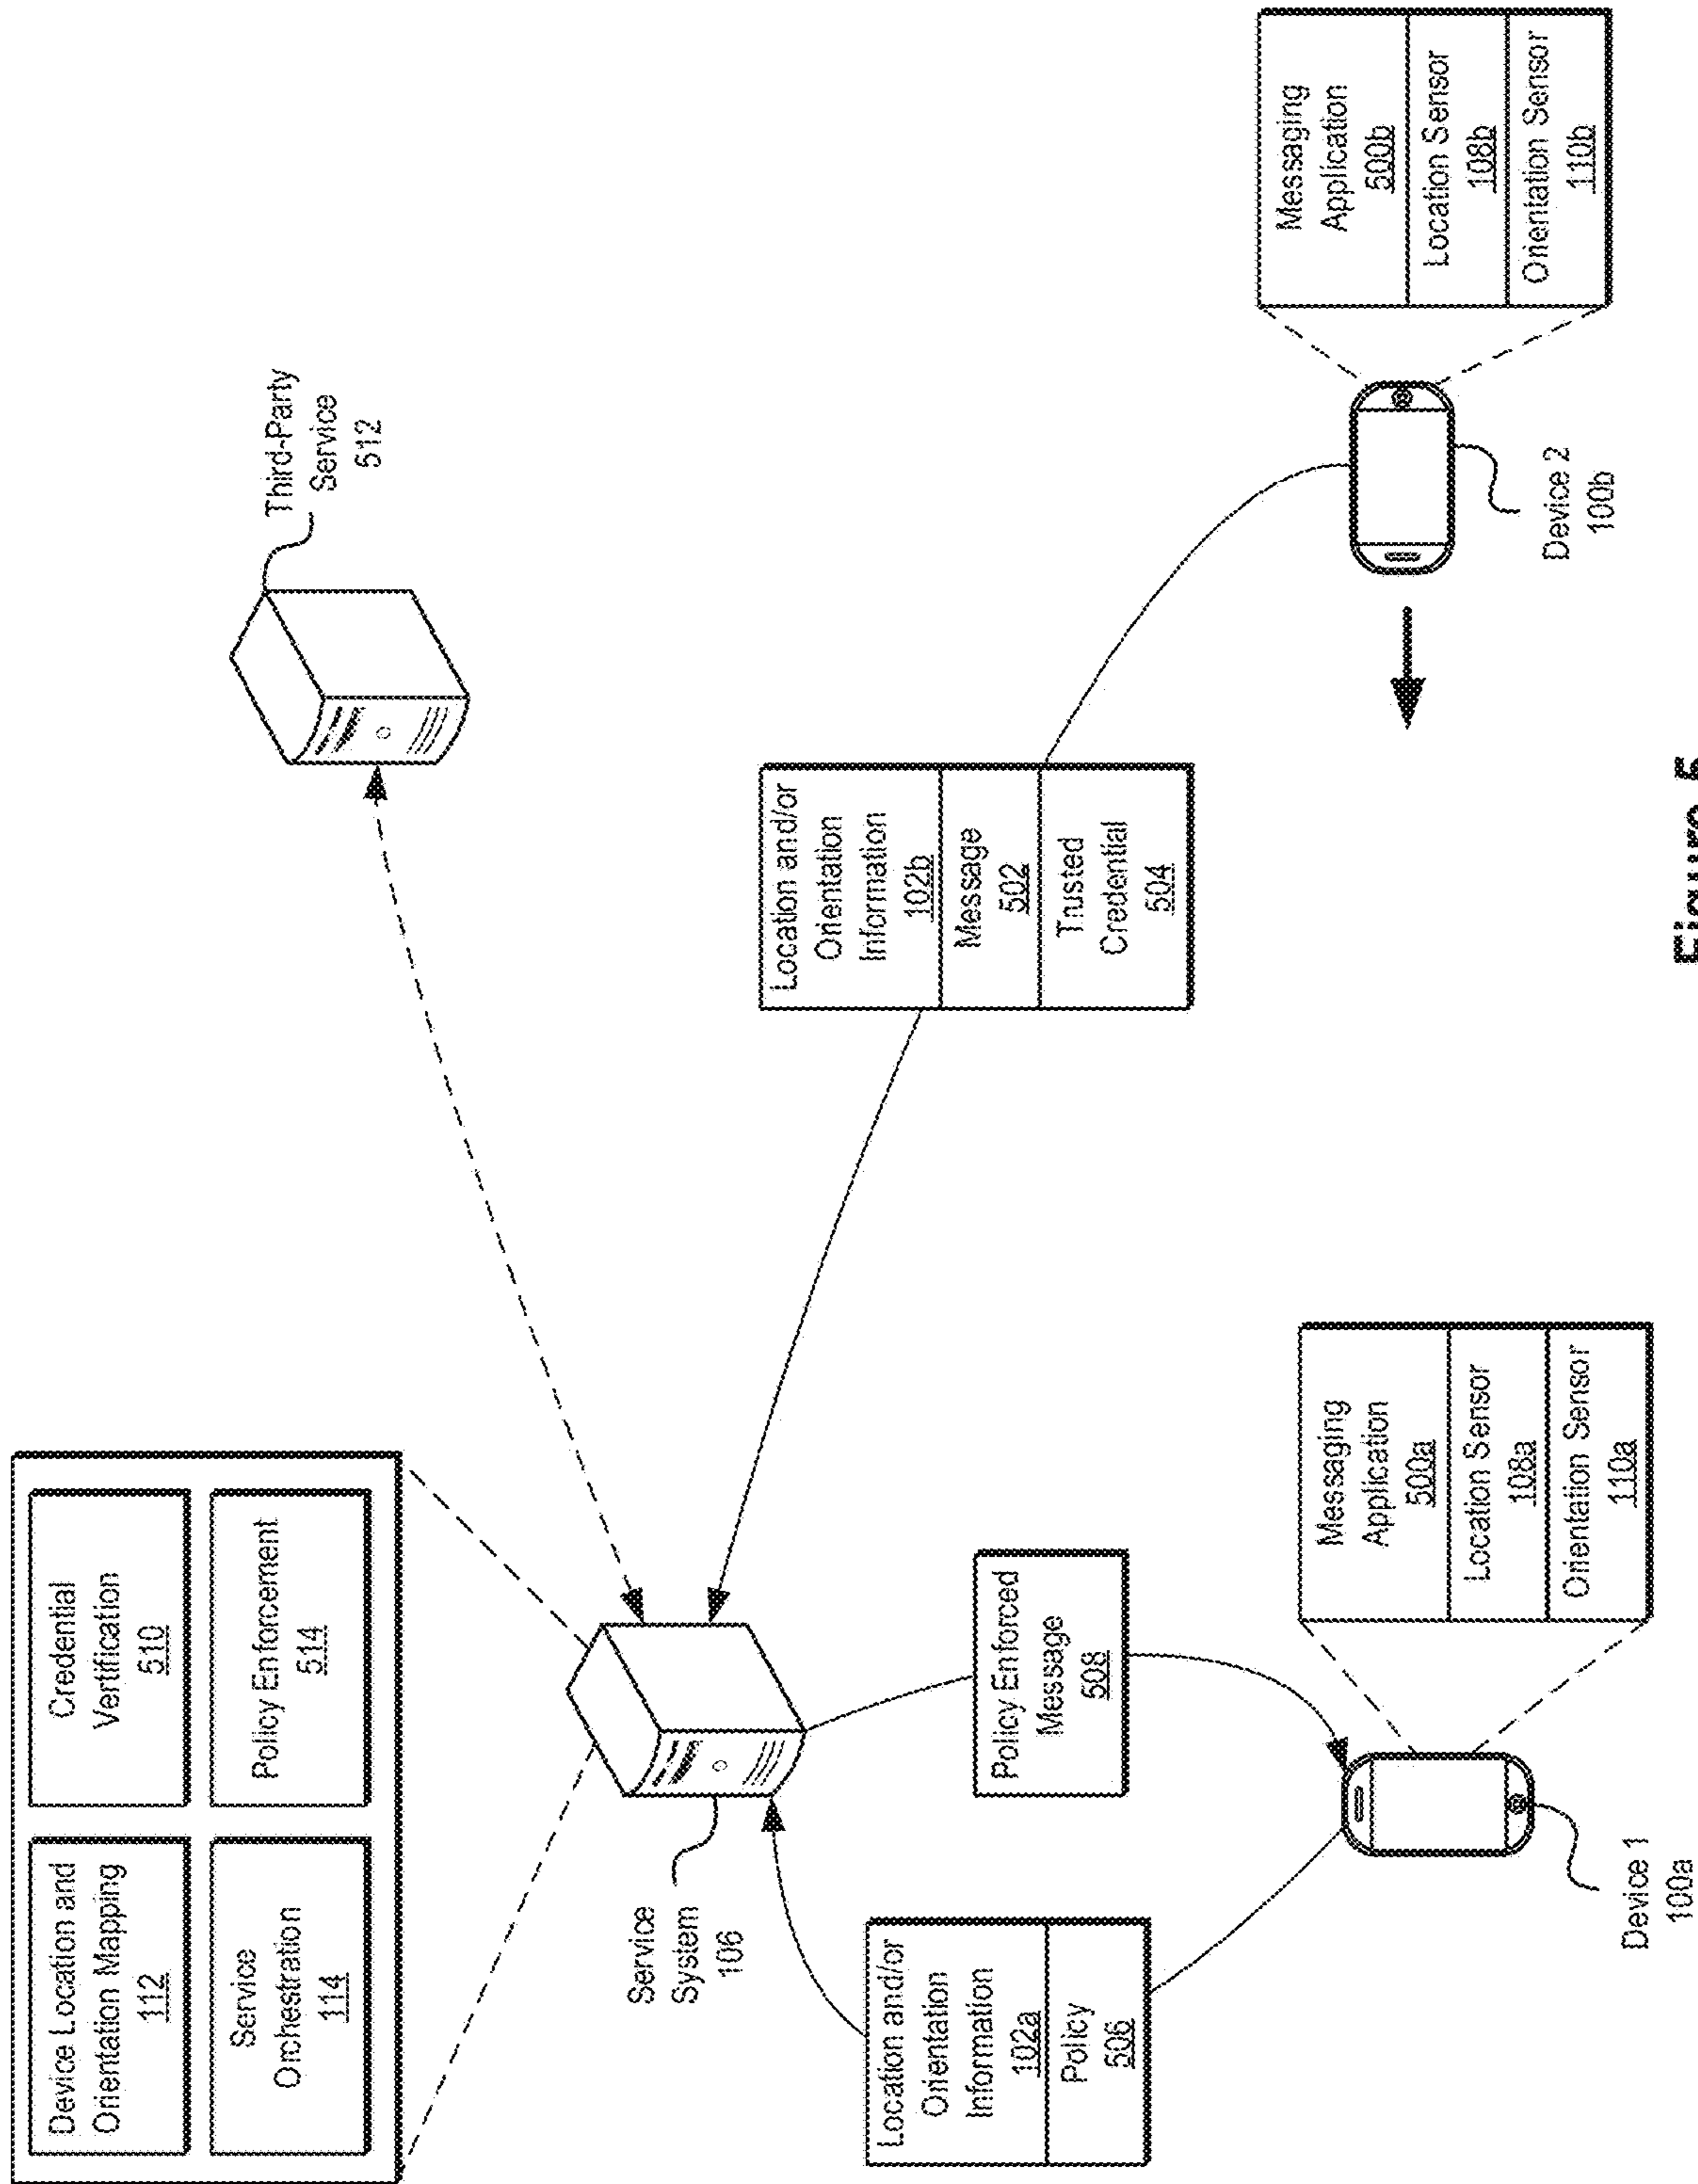 Device Location and
Orientation Mapping
112
Credential
Vertification
510
Service
Orchestration
114
Policy Enforcement
514
Third-Party
Service
512
Service
System
106
Location and/or
Orientation
Information
102b
Message
502
Trusted
Credential
504
Location and/or
Orientation
Information
102a
Policy
506
Policy Enforced
Message
508
Messaging
Application
500a
Location Sensor
108a
Orientation Sensor
110a
Messaging
Application
500b
Location Sensor
108b
Orientation Sensor
110b
Device 1
100a
Device 2
100b
Figure 5